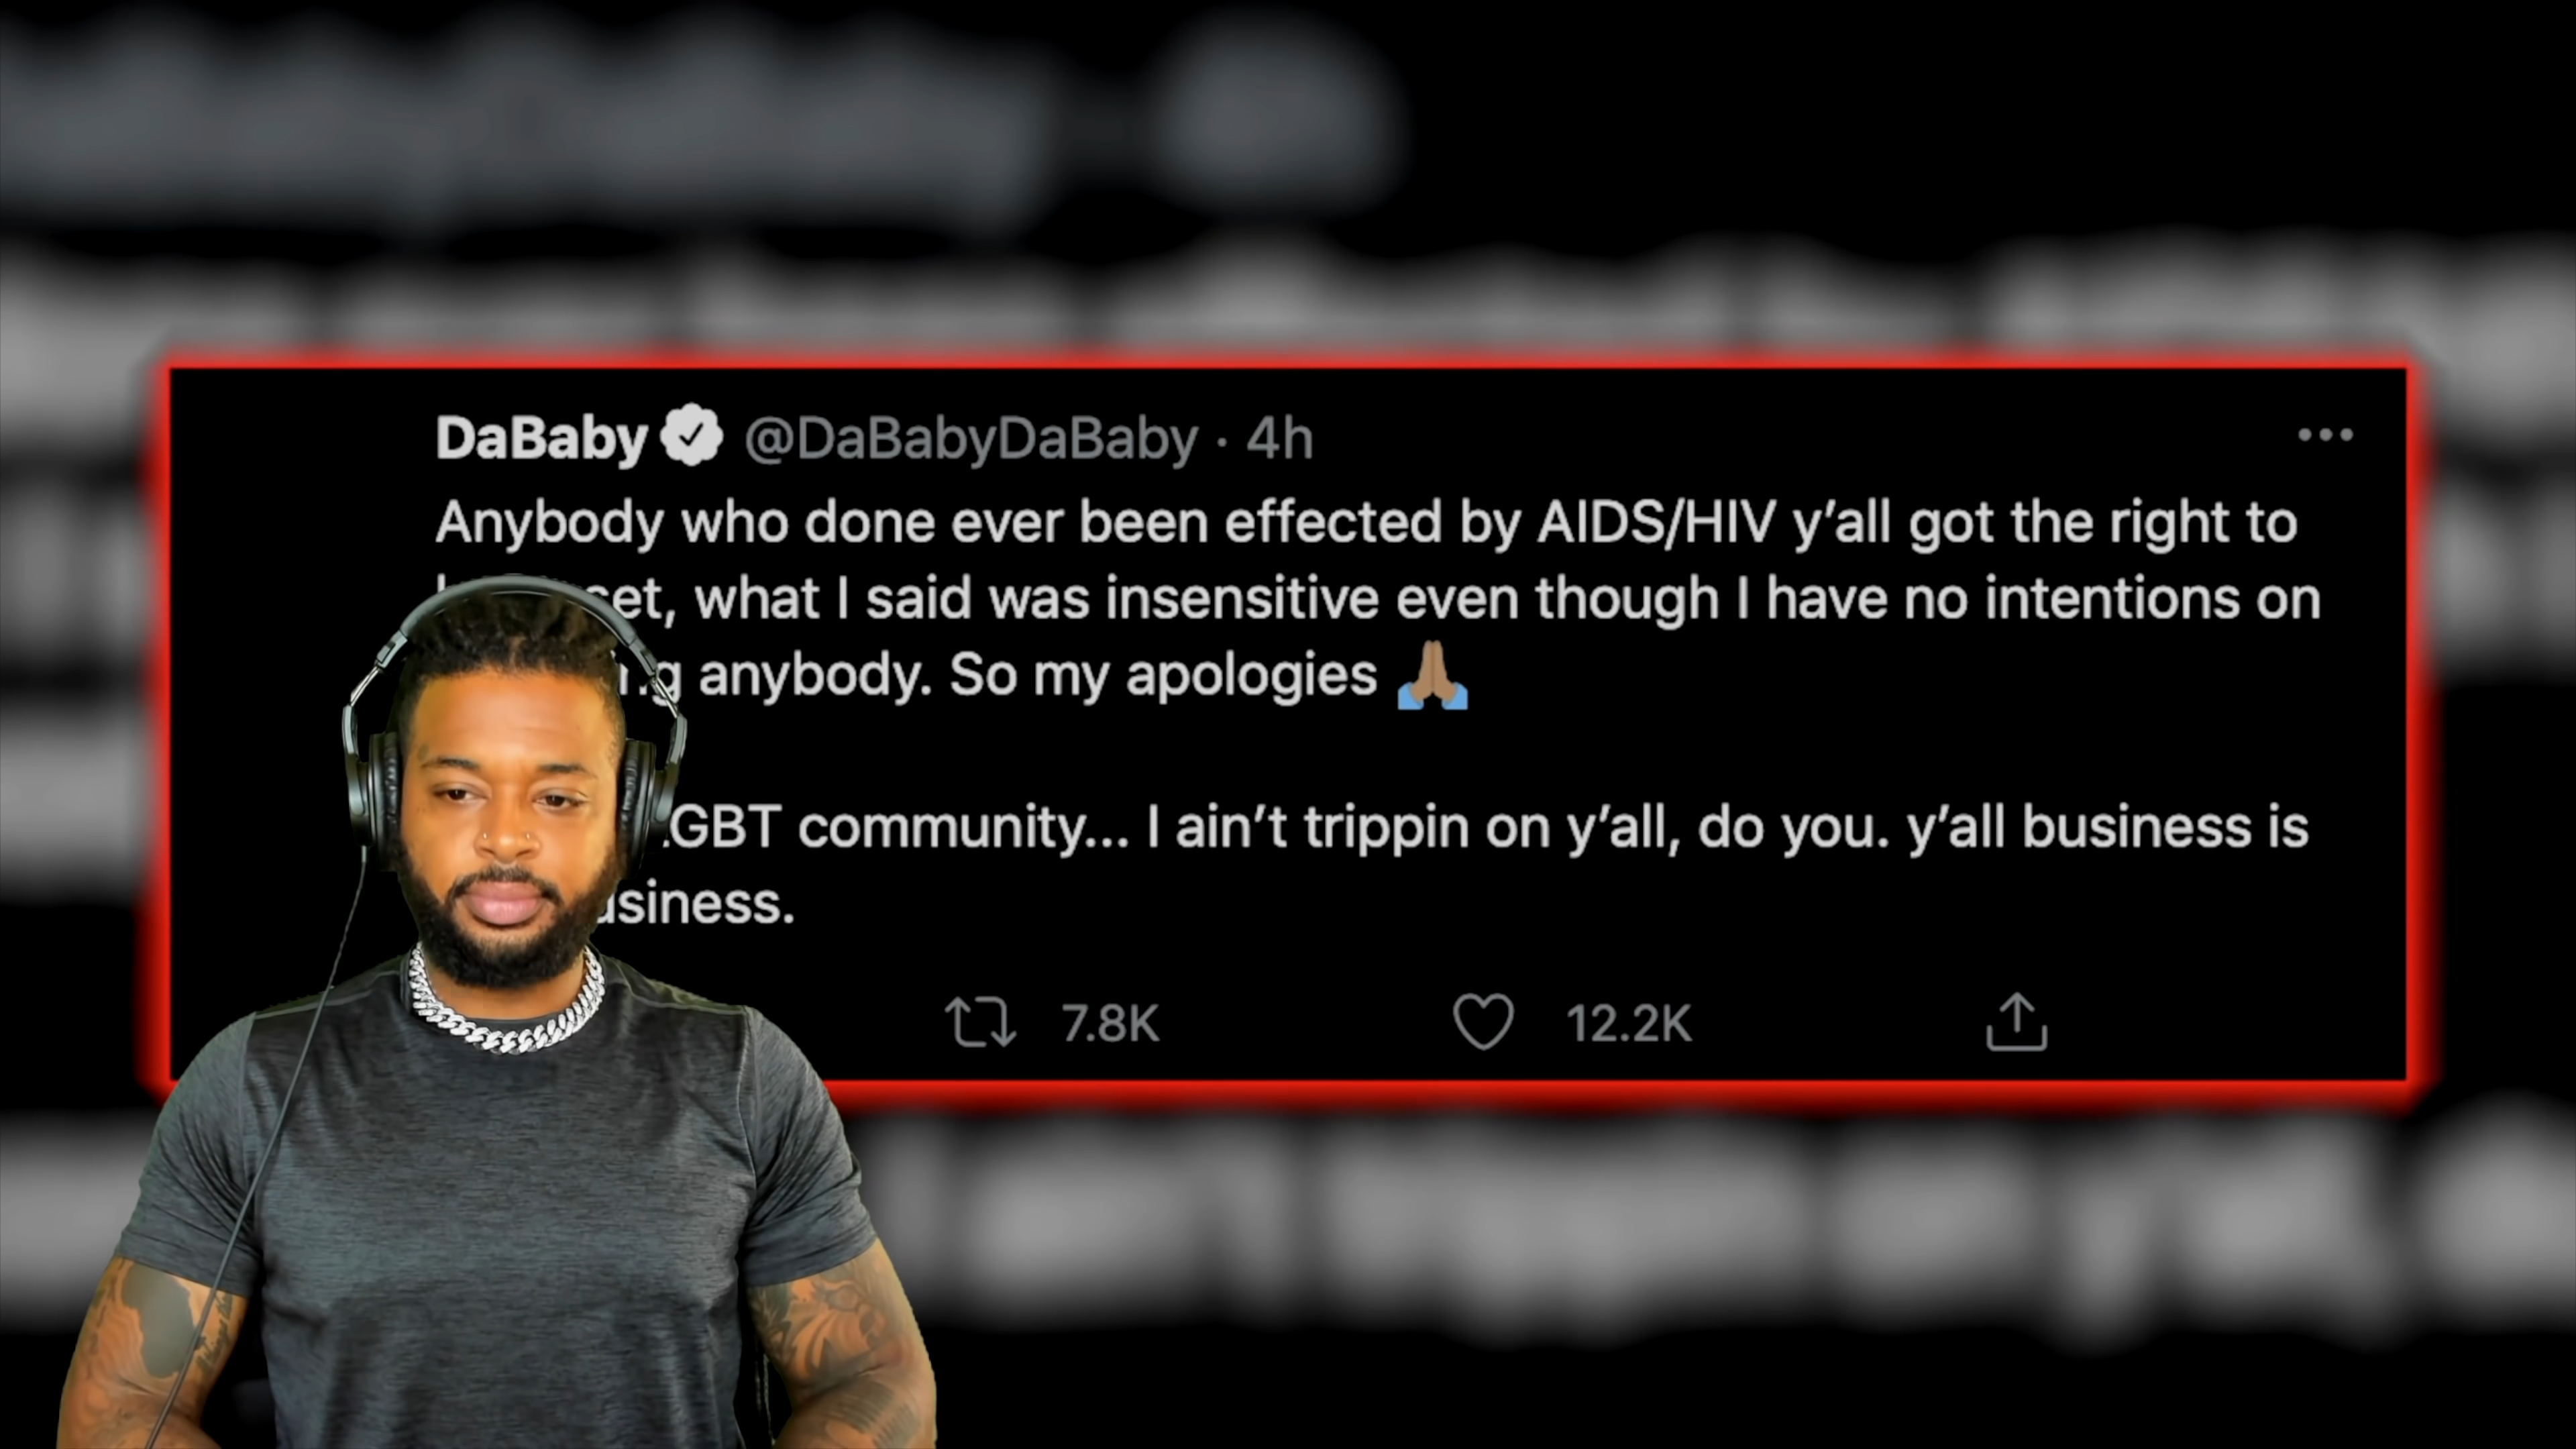 DaBaby @DaBabyDaBaby · 4h
Anybody who done ever been effected by AIDS/HIV y’all got the right to
set, what I said was insensitive even though I have no intentions on
anybody. So my apologies 🙏🏽
LGBT community... I ain’t trippin on y’all, do you. y’all business is
business.
7.8K 12.2K